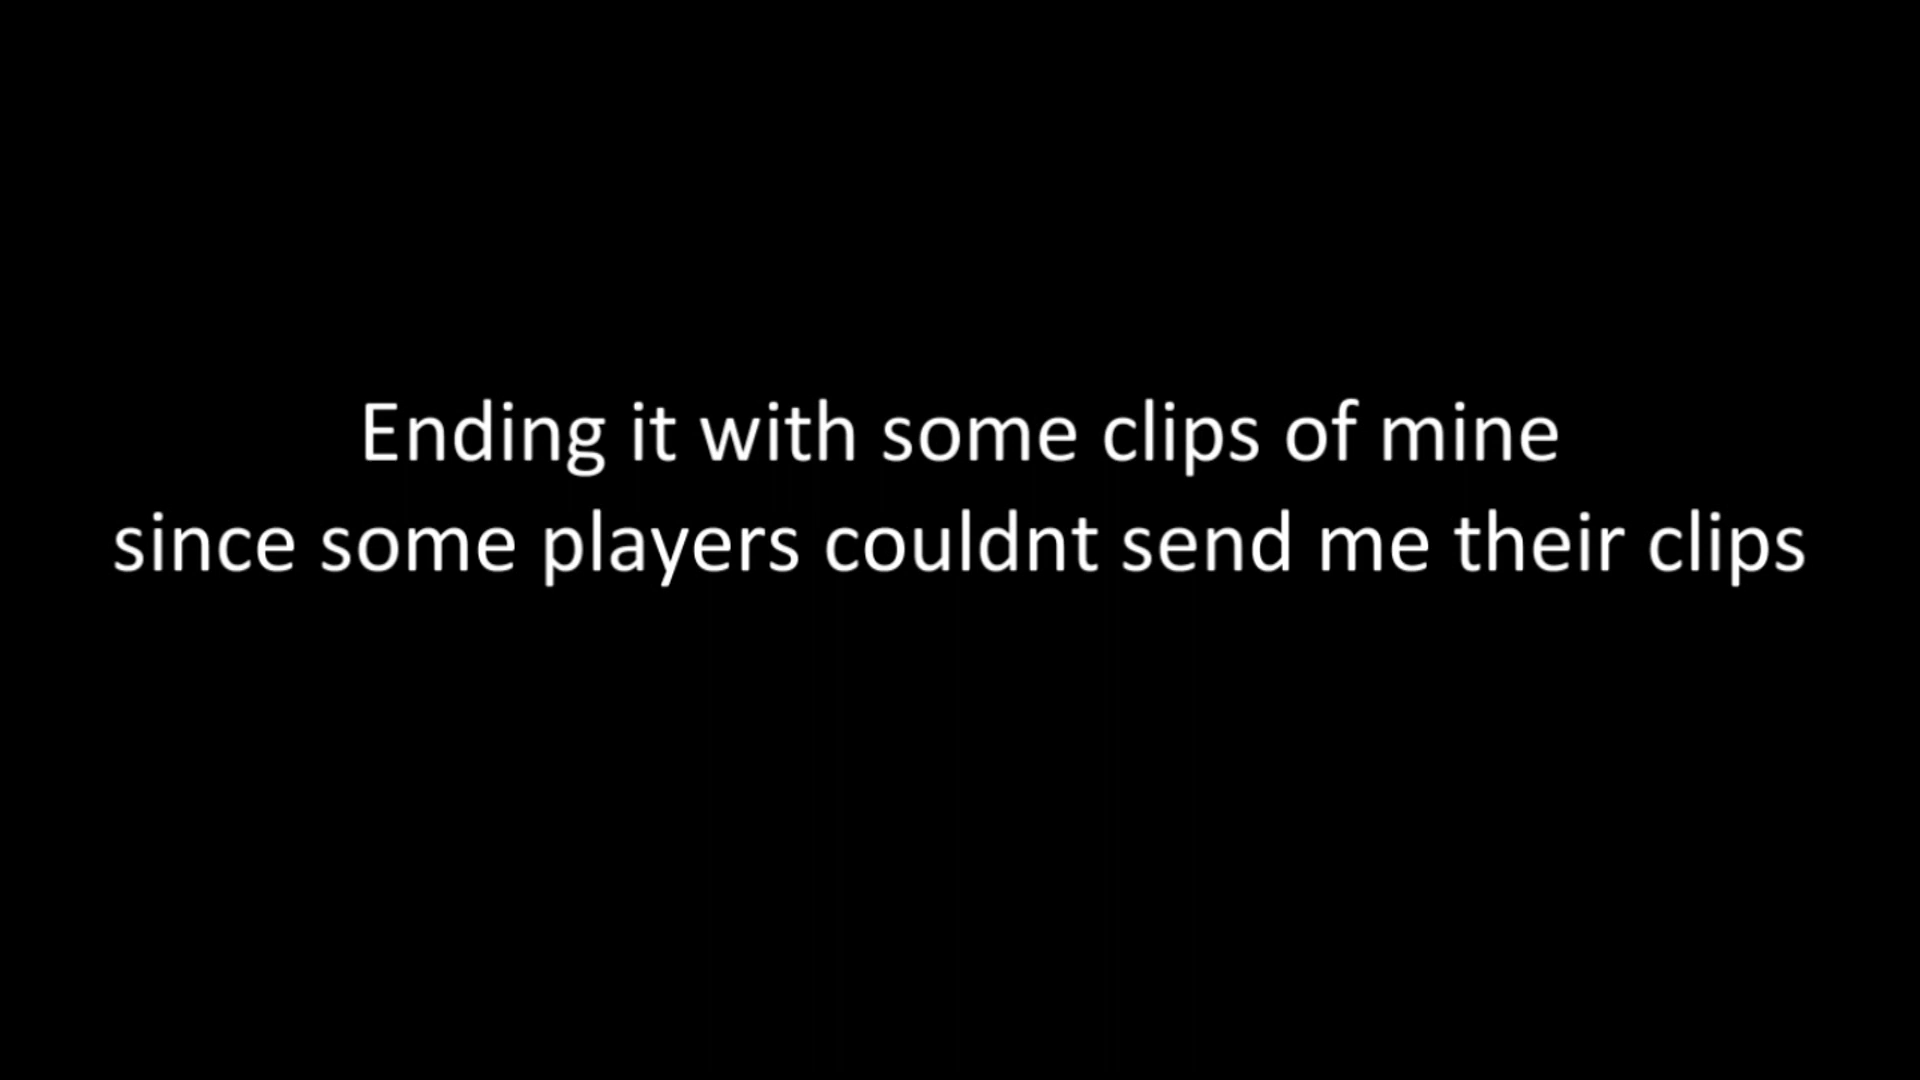 Ending it with some clips of mine
since some players couldnt send me their clips